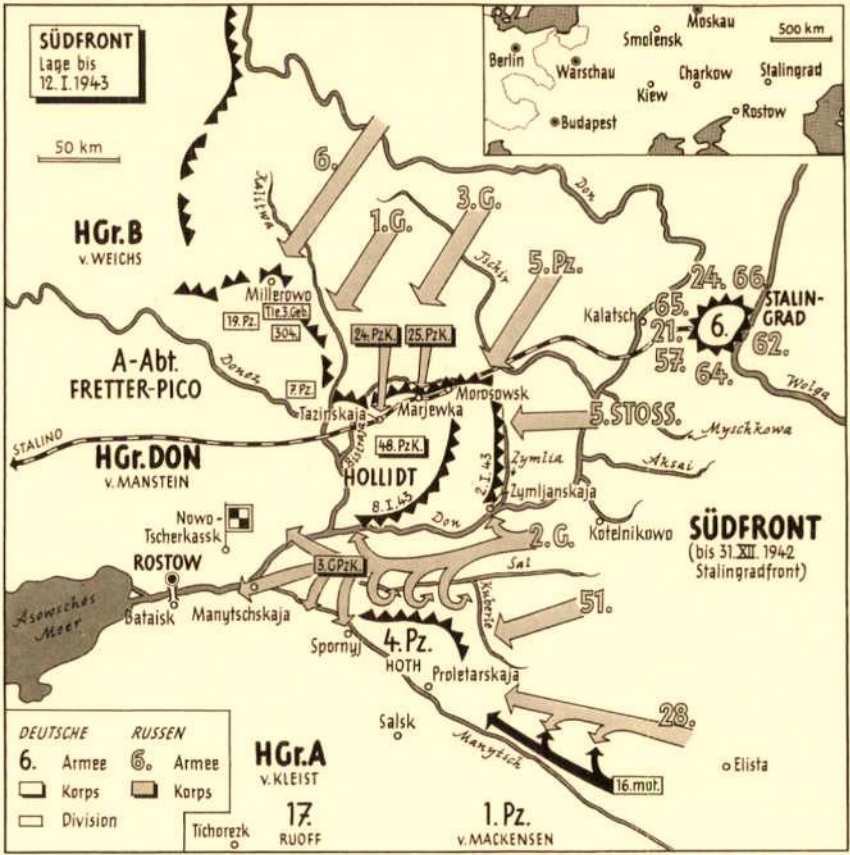 SÜDFRONT
Lage bis
12.I.1943
50 km
Moskau
500 km
Smolensk
Berlin
Warschau
Charkow
Stalingrad
Kiew
Rostow
Budapest
6.
Kalitwa
1.G.
3.G.
Don
HGr.B
v. WEICHS
Tschir
5.Pz.
24. 66.
Millerowo
65.
STALIN-
GRAD
Kalatsch
6.
19.Pz.
Tle.3.Geb.
304.
24.PzK.
25.PzK.
21.
62.
57.
64.
A-Abt.
FRETTER-PICO
Donez
7.Pz.
Wolga
Morosowsk
Tazinskaja
Marjewka
5.STOSS.
Myschkowa
STALINO
48.PzK.
Bistraja
HGr.DON
v. MANSTEIN
HOLLIDT
Zymlia
Aksai
8.I.43
2.I.43
Zymljanskaja
Nowo-
Tscherkassk
Don
Kotelnikowo
SÜDFRONT
(bis 31.XII.1942
Stalingradfront)
2.G.
ROSTOW
3.GPzK.
Sal
Asowsches
Meer
Bataisk
Manytschskaja
Kuberle
51.
Spornyj
4.Pz.
HOTH
Proletarskaja
28.
Salsk
Manytsch
DEUTSCHE RUSSEN
6. Armee 6. Armee
Korps Korps
Division
HGr.A
v. KLEIST
Elista
16.mot.
Tichorezk
17.
RUOFF
1.Pz.
v. MACKENSEN